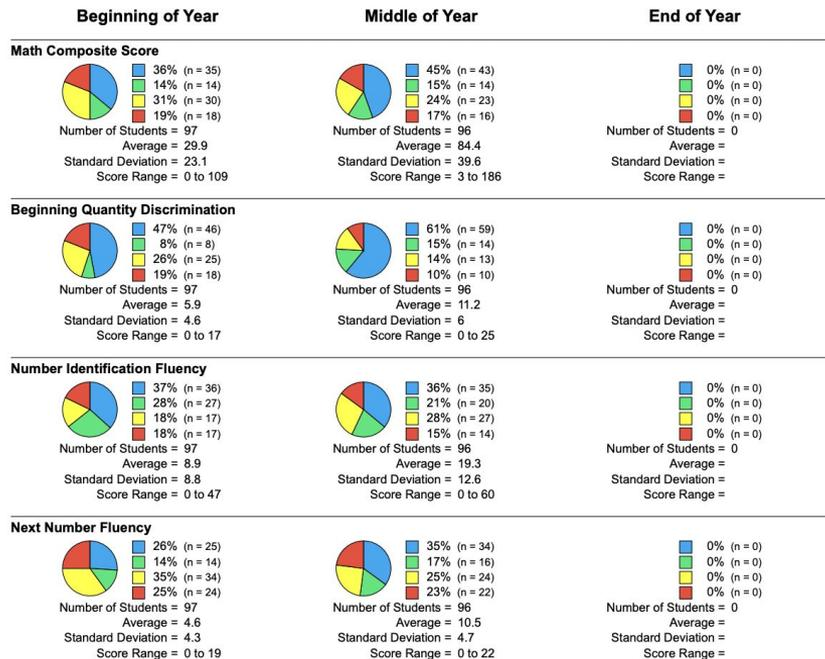 Beginning of Year Middle of Year End of Year
Math Composite Score
36% (n = 35) 45% (n = 43) 0% (n = 0)
14% (n = 14) 15% (n = 14) 0% (n = 0)
31% (n = 30) 24% (n = 23) 0% (n = 0)
19% (n = 18) 17% (n = 16) 0% (n = 0)
Number of Students = 97 Number of Students = 96 Number of Students = 0
Average = 29.9 Average = 84.4 Average =
Standard Deviation = 23.1 Standard Deviation = 39.6 Standard Deviation =
Score Range = 0 to 109 Score Range = 3 to 186 Score Range =
Beginning Quantity Discrimination
47% (n = 46) 61% (n = 59) 0% (n = 0)
8% (n = 8) 15% (n = 14) 0% (n = 0)
26% (n = 25) 14% (n = 13) 0% (n = 0)
19% (n = 18) 10% (n = 10) 0% (n = 0)
Number of Students = 97 Number of Students = 96 Number of Students = 0
Average = 5.9 Average = 11.2 Average =
Standard Deviation = 4.6 Standard Deviation = 6 Standard Deviation =
Score Range = 0 to 17 Score Range = 0 to 25 Score Range =
Number Identification Fluency
37% (n = 36) 36% (n = 35) 0% (n = 0)
28% (n = 27) 21% (n = 20) 0% (n = 0)
18% (n = 17) 28% (n = 27) 0% (n = 0)
18% (n = 17) 15% (n = 14) 0% (n = 0)
Number of Students = 97 Number of Students = 96 Number of Students = 0
Average = 8.9 Average = 19.3 Average =
Standard Deviation = 8.8 Standard Deviation = 12.6 Standard Deviation =
Score Range = 0 to 47 Score Range = 0 to 60 Score Range =
Next Number Fluency
26% (n = 25) 35% (n = 34) 0% (n = 0)
14% (n = 14) 17% (n = 16) 0% (n = 0)
35% (n = 34) 25% (n = 24) 0% (n = 0)
25% (n = 24) 23% (n = 22) 0% (n = 0)
Number of Students = 97 Number of Students = 96 Number of Students = 0
Average = 4.6 Average = 10.5 Average =
Standard Deviation = 4.3 Standard Deviation = 4.7 Standard Deviation =
Score Range = 0 to 19 Score Range = 0 to 22 Score Range =